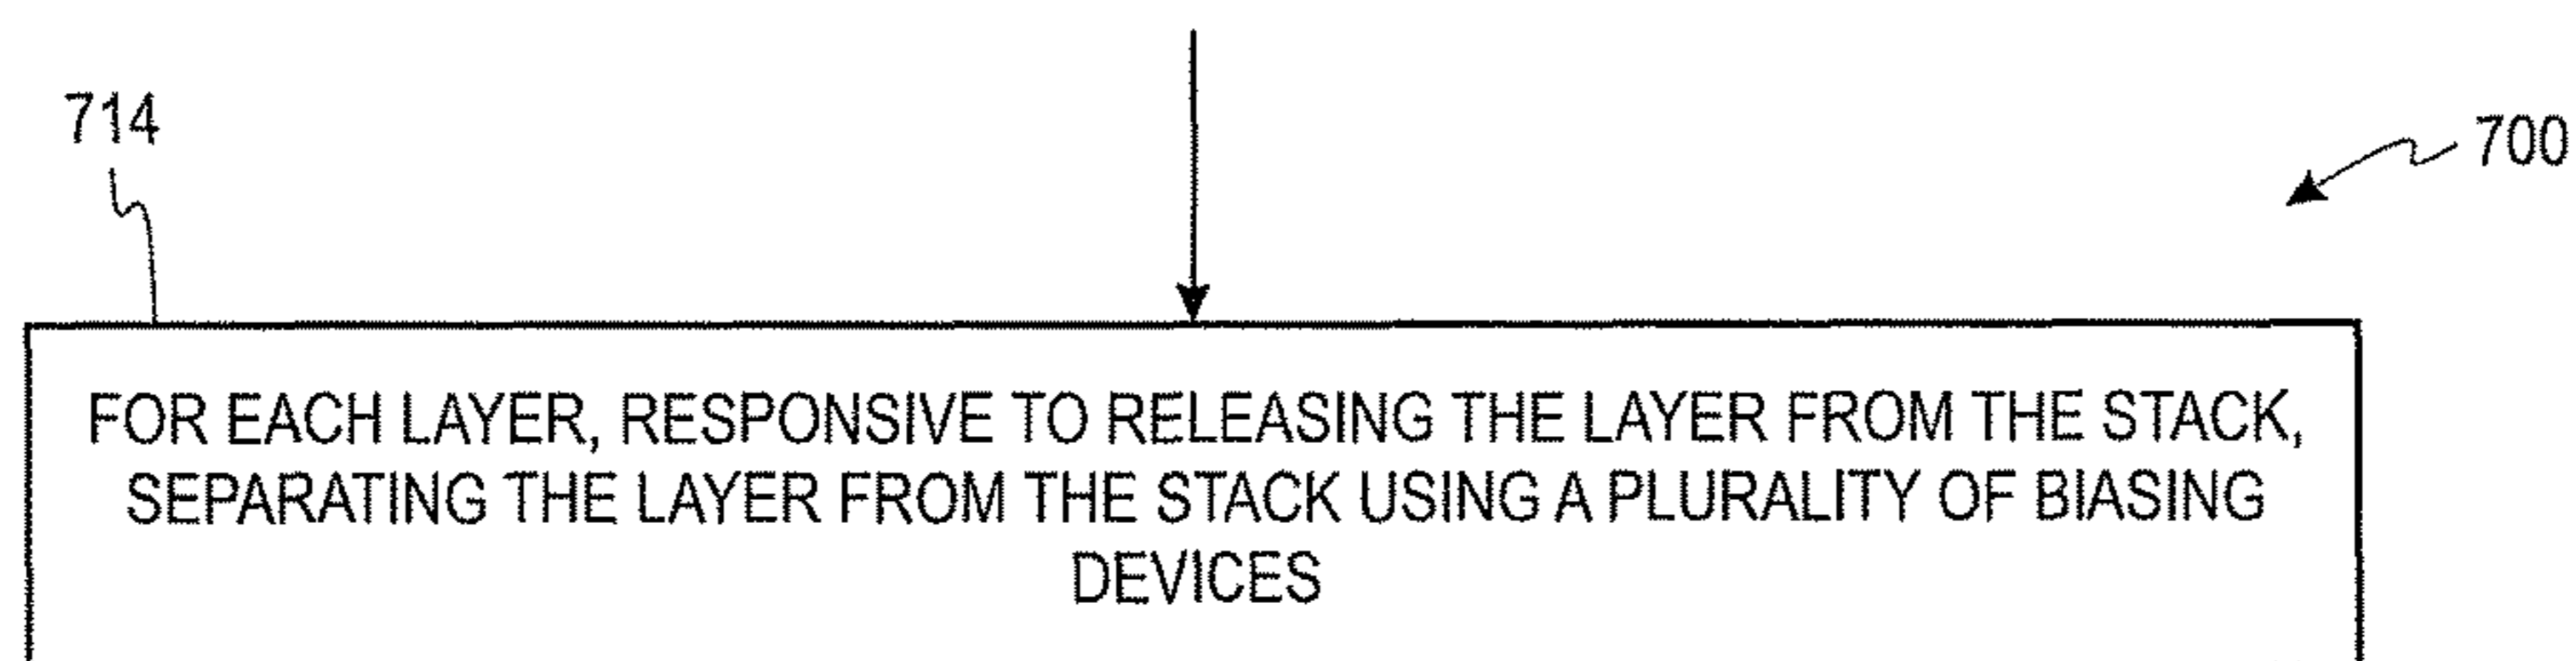 714
700
FOR EACH LAYER, RESPONSIVE TO RELEASING THE LAYER FROM THE STACK,
SEPARATING THE LAYER FROM THE STACK USING A PLURALITY OF BIASING
DEVICES